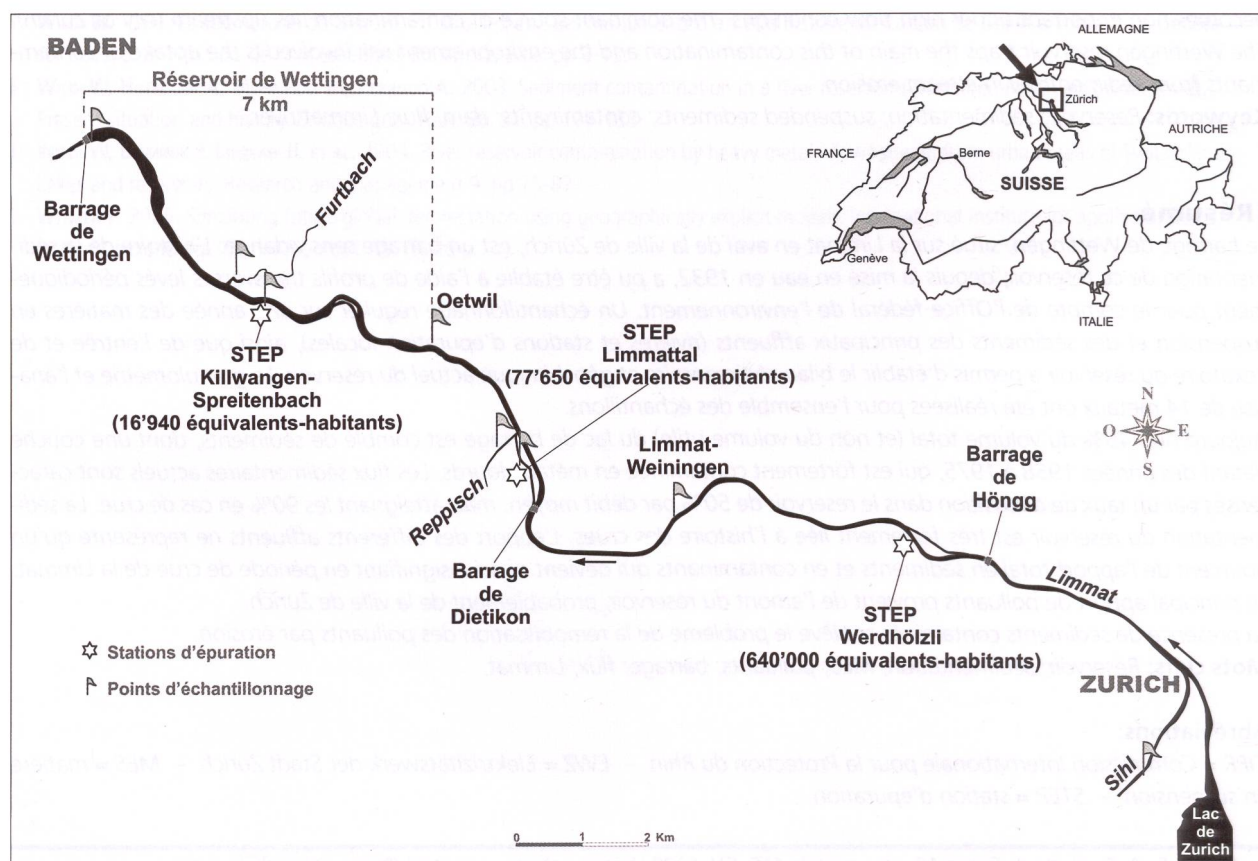 BADEN
Réservoir de Wettingen
7 km
Barrage
de
Wettingen
Furtbach
STEP
Killwangen-
Spreitenbach
(16'940 équivalents-habitants)
Oetwil
STEP
Limmattal
(77'650 équivalents-habitants)
Reppisch
Limmat-
Weiningen
Barrage
de
Dietikon
Barrage
de
Höngg
STEP
Werdhölzli
(640'000 équivalents-habitants)
Limmat
ZURICH
Sihl
Lac
de
Zurich
Stations d'épuration
Points d'échantillonnage
0 1 2 Km
N
O E
S
ALLEMAGNE
Zürich
AUTRICHE
FRANCE
Berne
SUISSE
Genève
ITALIE